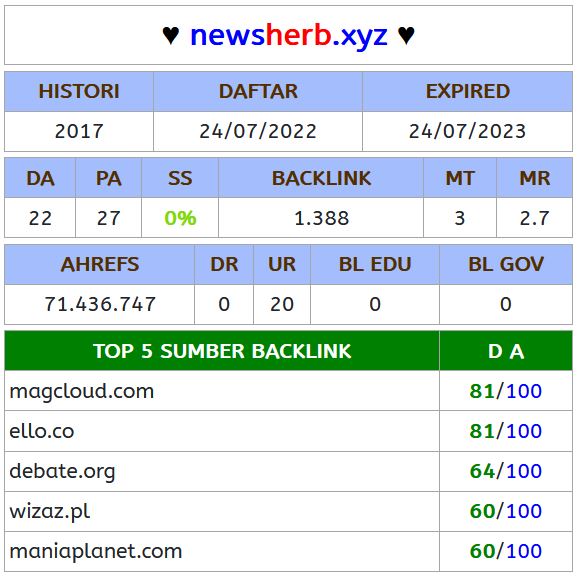 ♥ newsherb.xyz ♥
HISTORI DAFTAR EXPIRED
2017 24/07/2022 24/07/2023
DA PA SS BACKLINK MT MR
22 27 0% 1.388 3 2.7
AHREFS DR UR BL EDU BL GOV
71.436.747 0 20 0 0
TOP 5 SUMBER BACKLINK D A
magcloud.com 81/100
ello.co 81/100
debate.org 64/100
wizaz.pl 60/100
maniaplanet.com 60/100